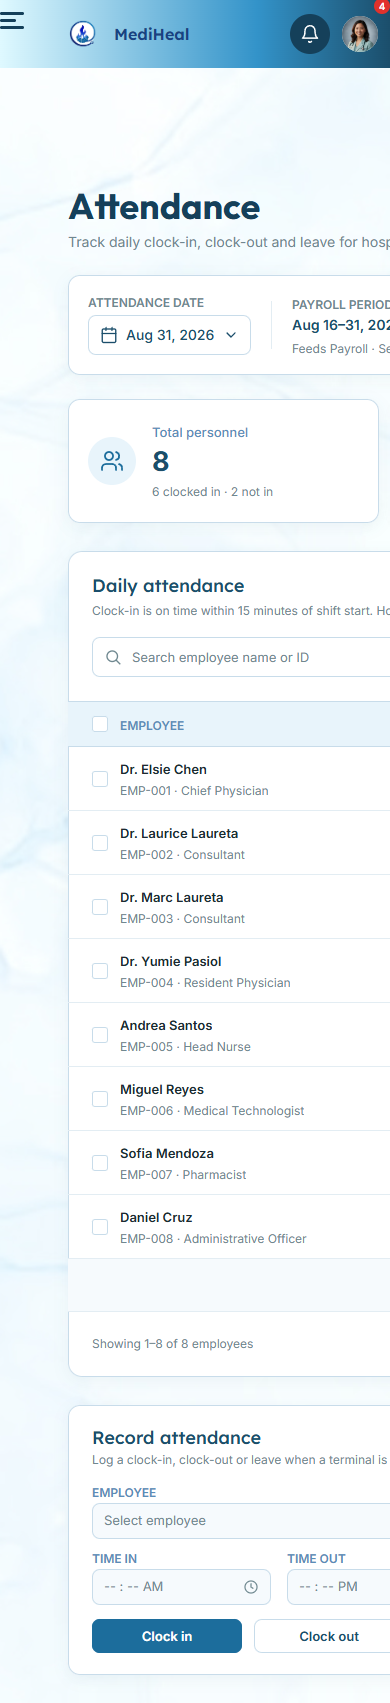 4
MediHeal
Attendance
Track daily clock-in, clock-out and leave for hosp
ATTENDANCE DATE
Aug 31, 2026
PAYROLL PERIOD
Aug 16–31, 202
Feeds Payroll · Se
Total personnel
8
6 clocked in · 2 not in
Daily attendance
Clock-in is on time within 15 minutes of shift start. Ho
Search employee name or ID
EMPLOYEE
Dr. Elsie Chen
EMP-001 · Chief Physician
Dr. Laurice Laureta
EMP-002 · Consultant
Dr. Marc Laureta
EMP-003 · Consultant
Dr. Yumie Pasiol
EMP-004 · Resident Physician
Andrea Santos
EMP-005 · Head Nurse
Miguel Reyes
EMP-006 · Medical Technologist
Sofia Mendoza
EMP-007 · Pharmacist
Daniel Cruz
EMP-008 · Administrative Officer
Showing 1–8 of 8 employees
Record attendance
Log a clock-in, clock-out or leave when a terminal is
EMPLOYEE
Select employee
TIME IN
TIME OUT
-- : -- AM
-- : -- PM
Clock in
Clock out